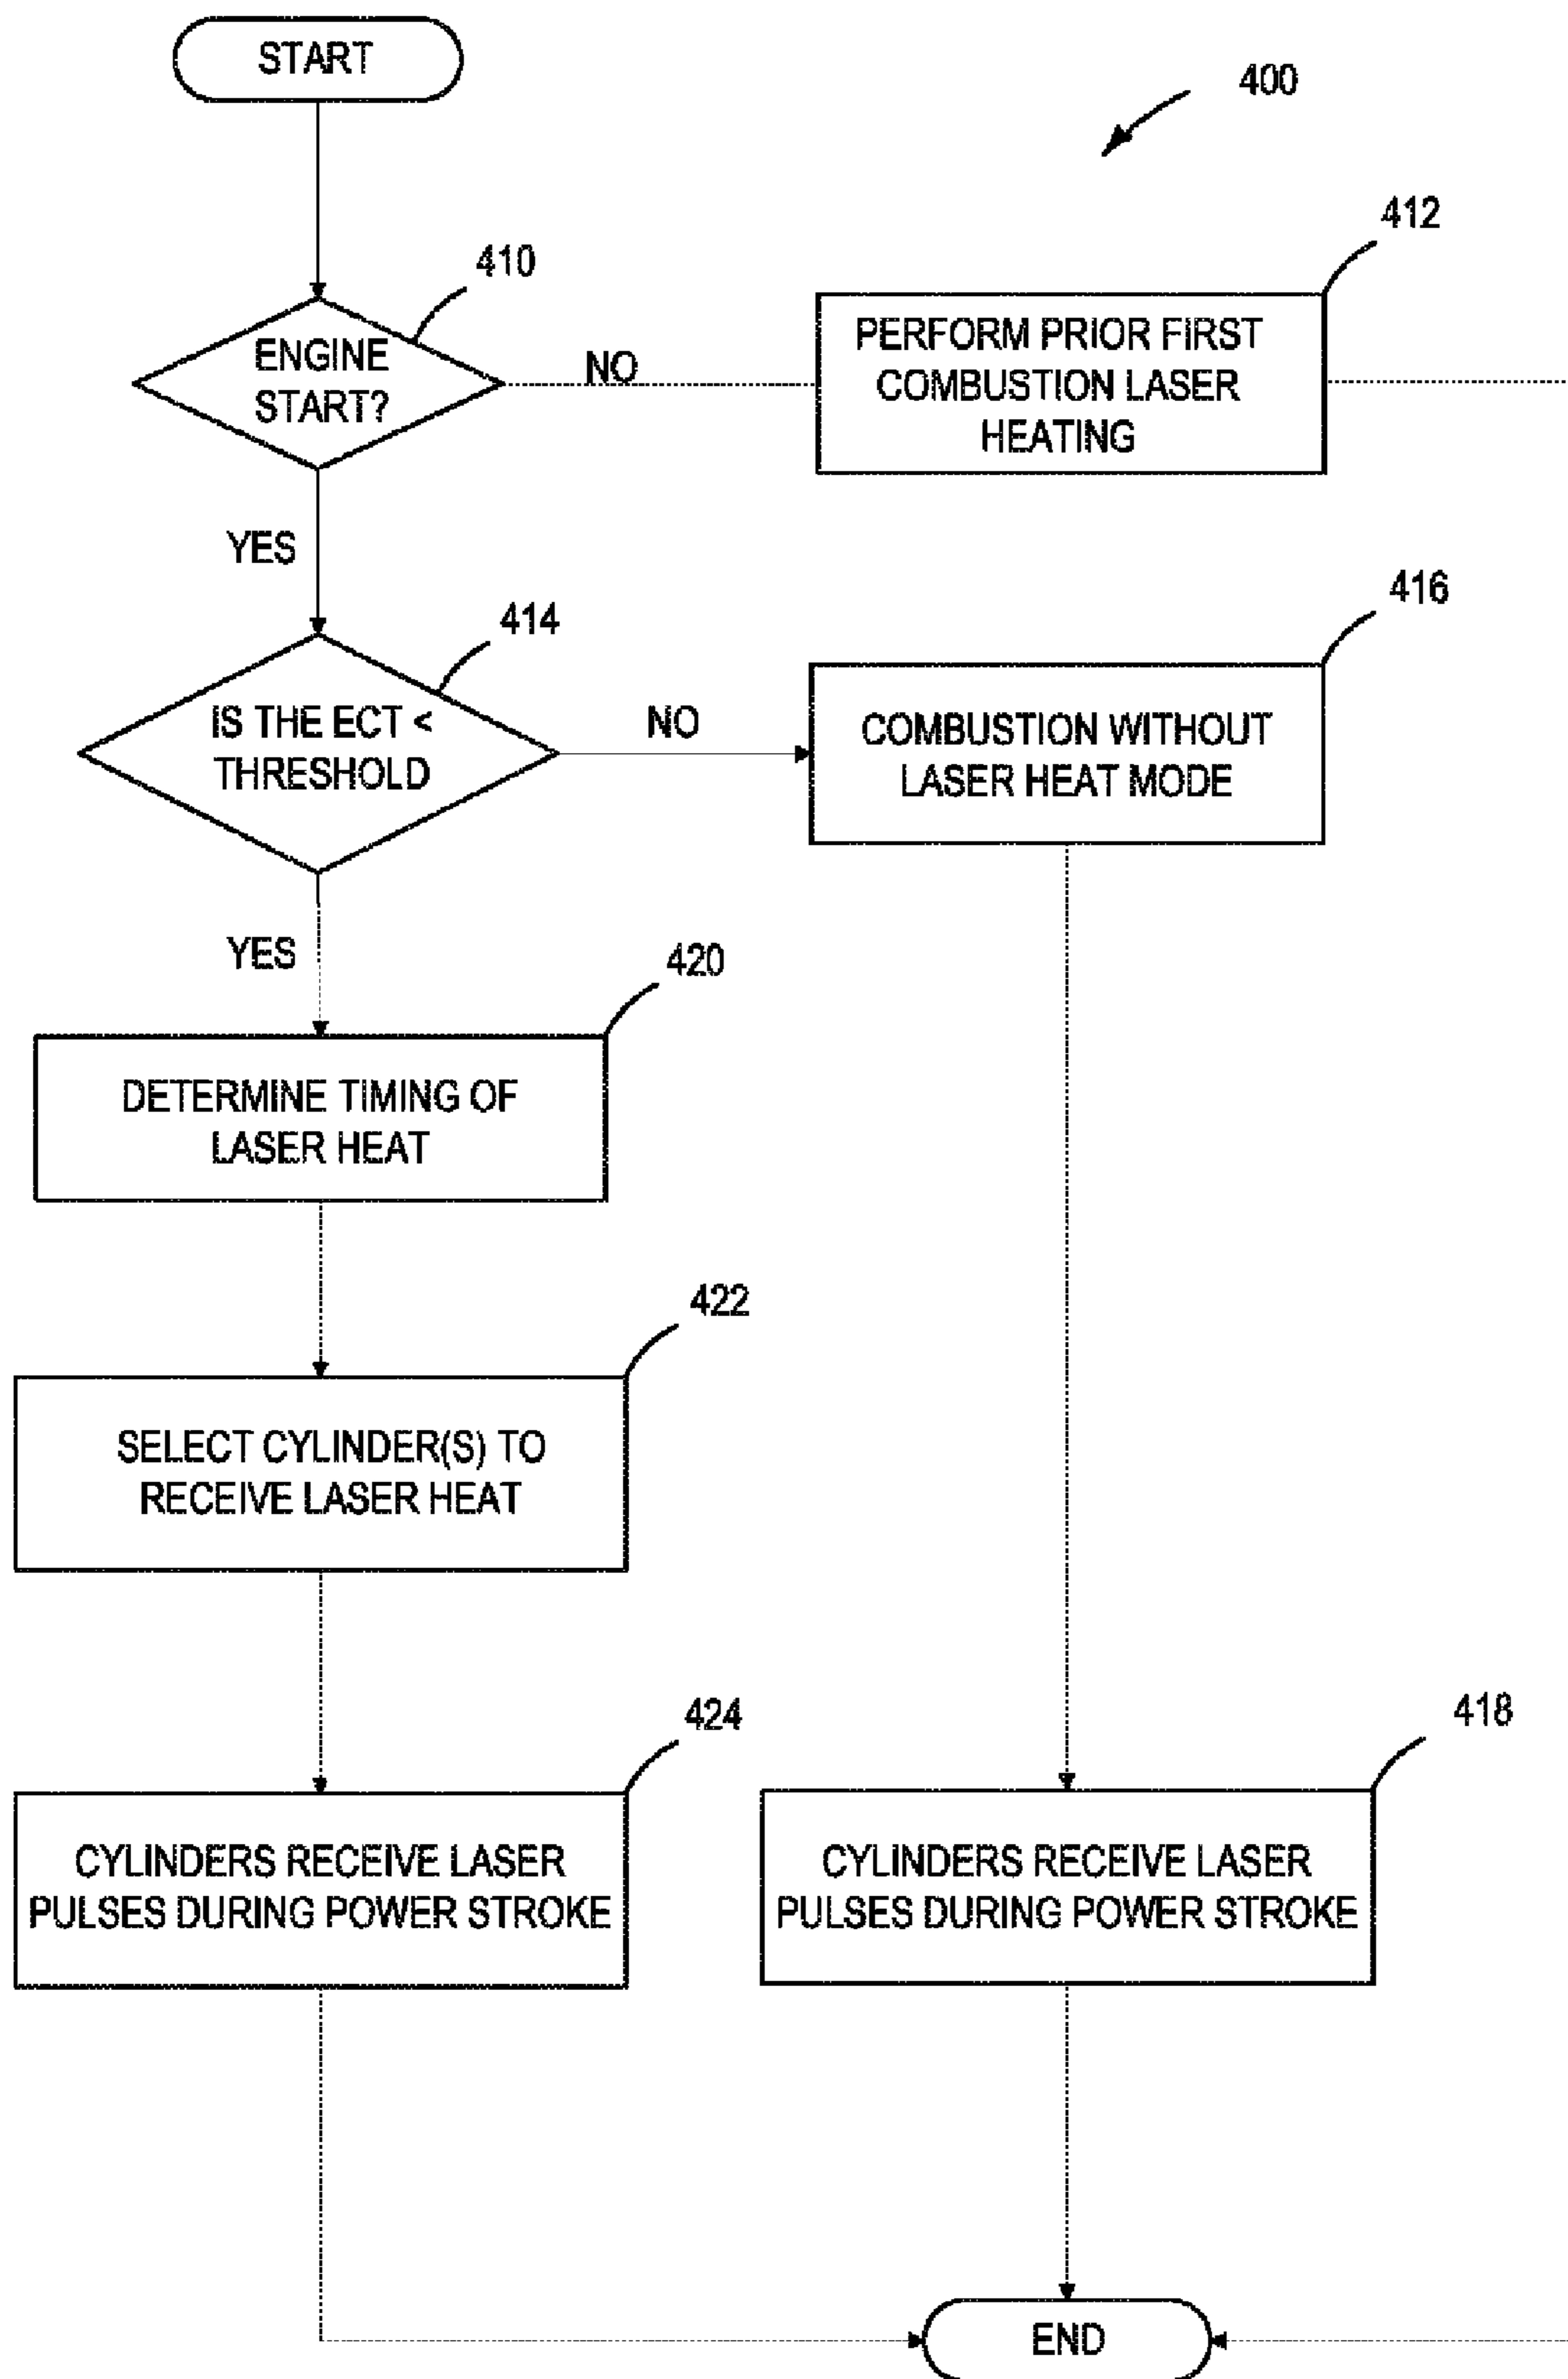 START
400
410
412
ENGINE
START?
NO
PERFORM PRIOR FIRST
COMBUSTION LASER
HEATING
YES
414
416
IS THE ECT <
THRESHOLD
NO
COMBUSTION WITHOUT
LASER HEAT MODE
YES
420
DETERMINE TIMING OF
LASER HEAT
422
SELECT CYLINDER(S) TO
RECEIVE LASER HEAT
424
418
CYLINDERS RECEIVE LASER
PULSES DURING POWER STROKE
CYLINDERS RECEIVE LASER
PULSES DURING POWER STROKE
END